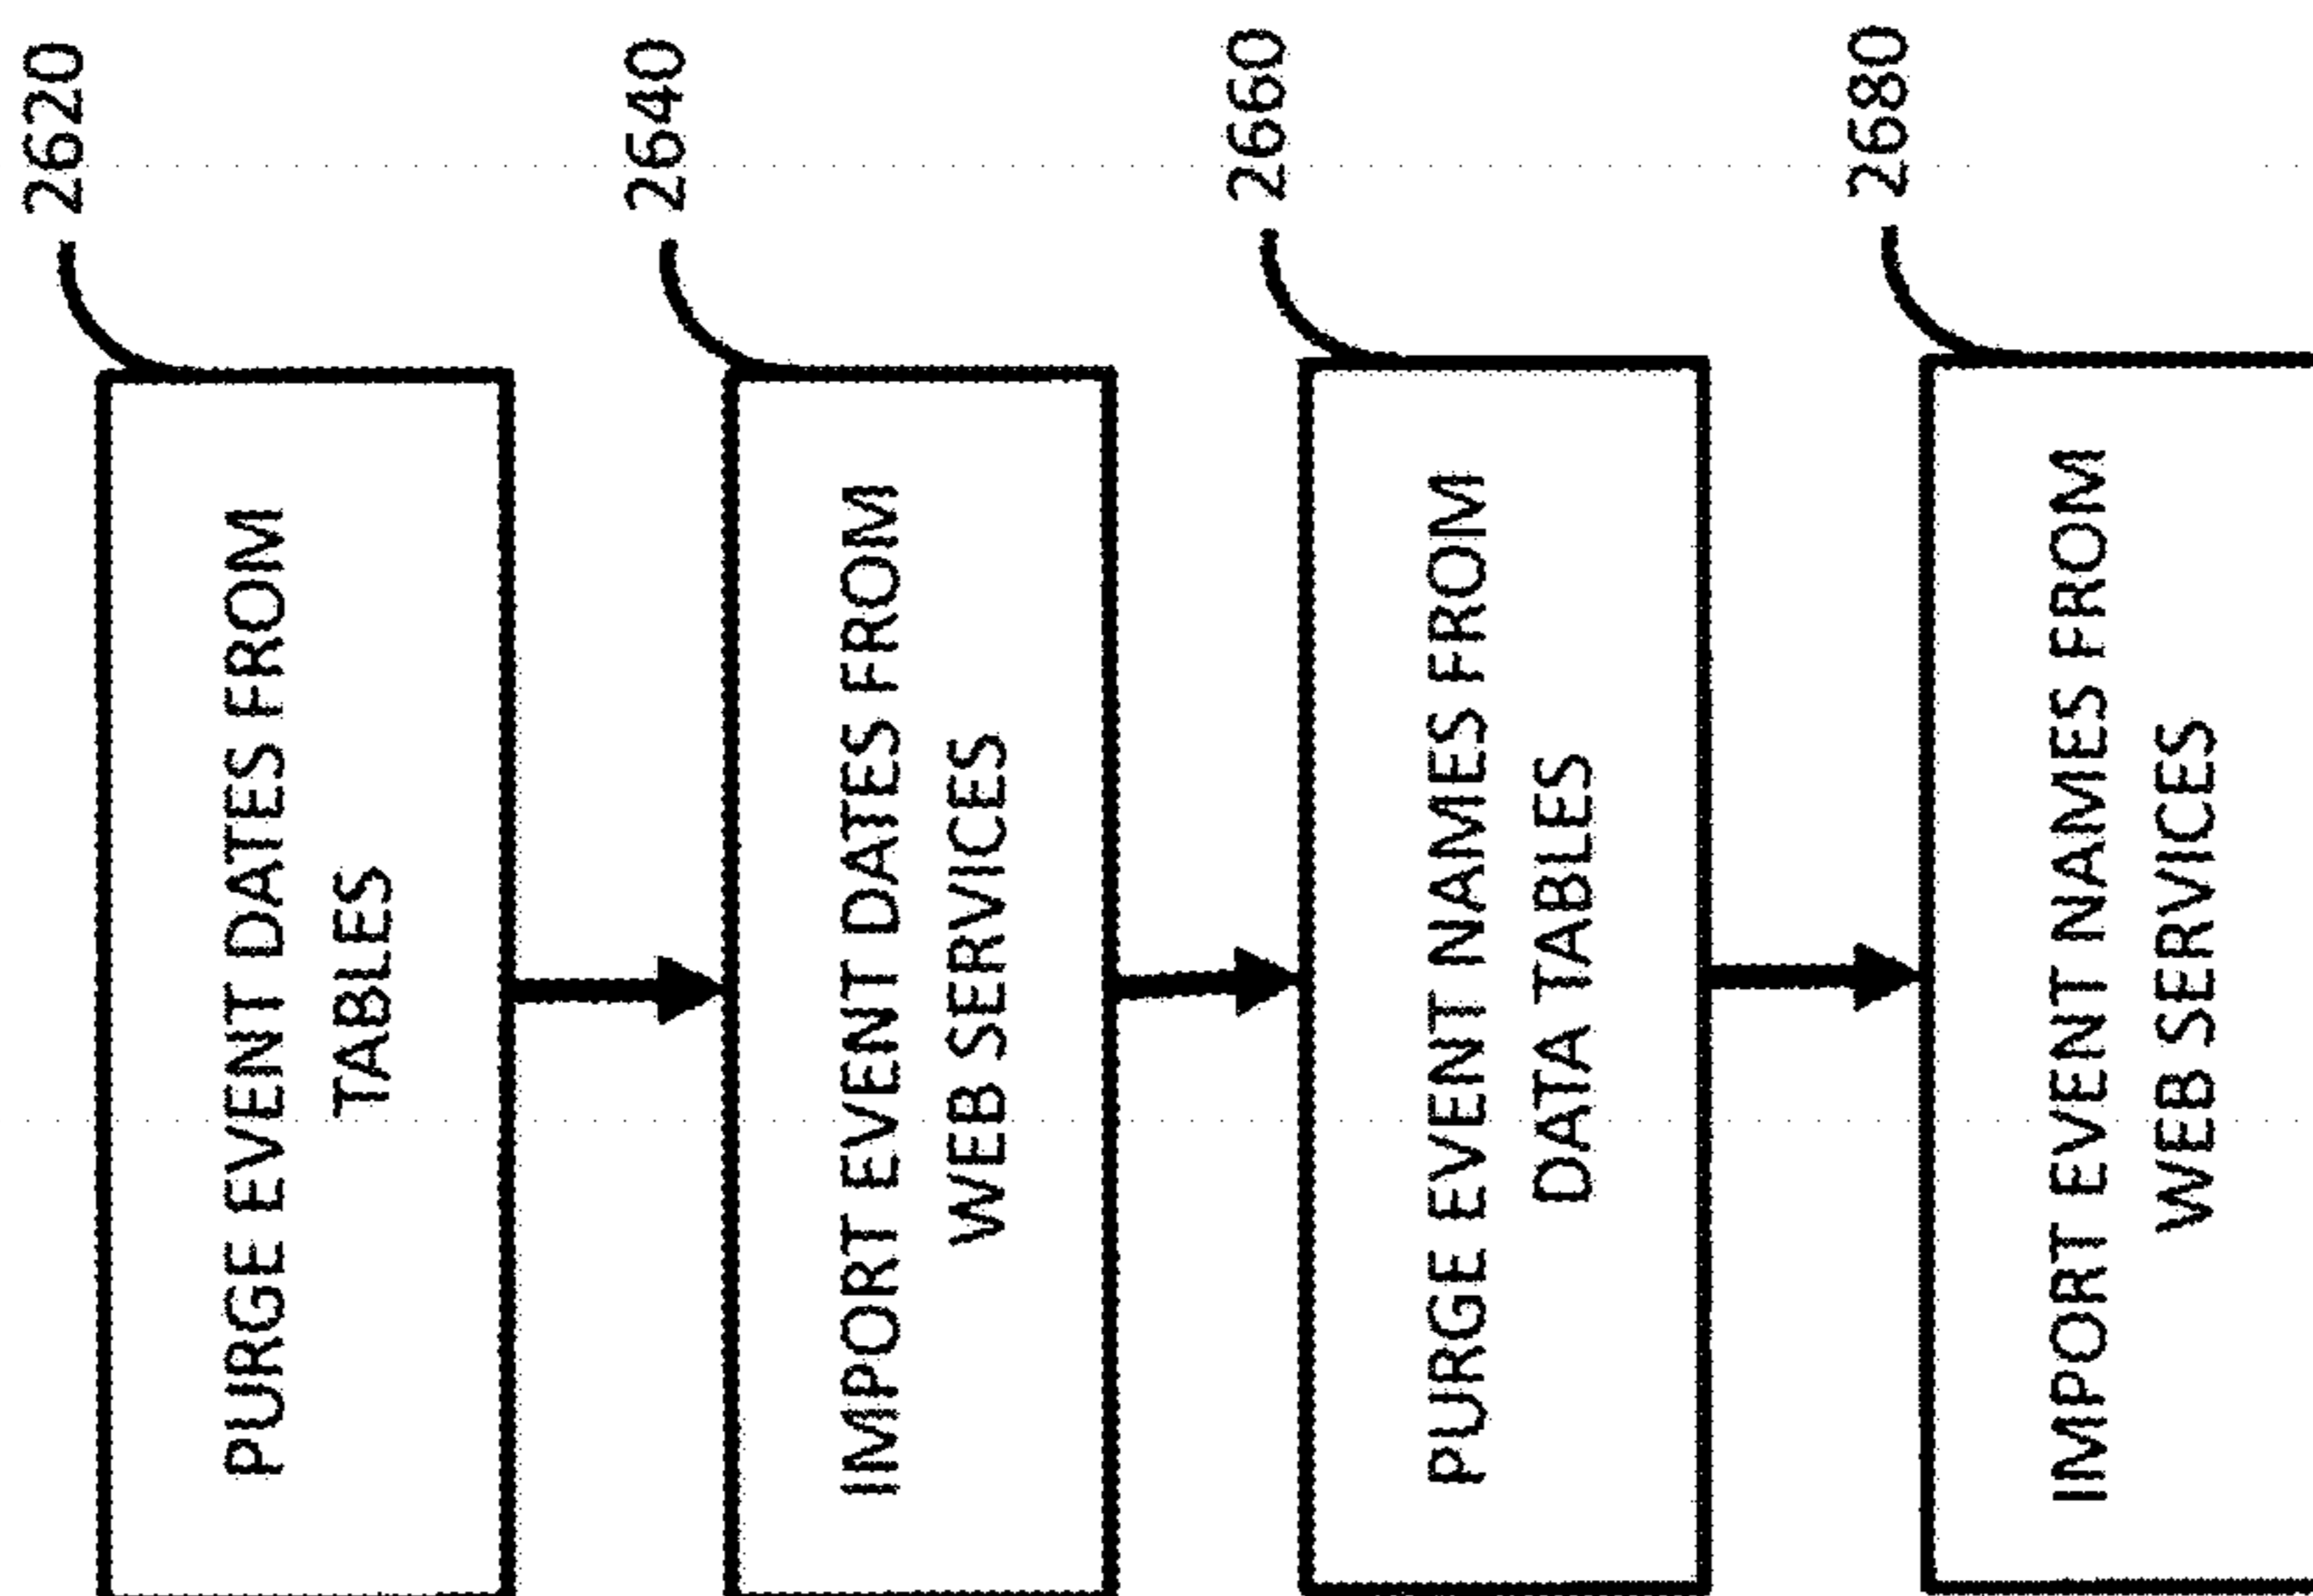 2620
PURGE EVENT DATES FROM
TABLES
2640
IMPORT EVENT DATES FROM
WEB SERVICES
2660
PURGE EVENT NAMES FROM
DATA TABLES
2680
IMPORT EVENT NAMES FROM
WEB SERVICES